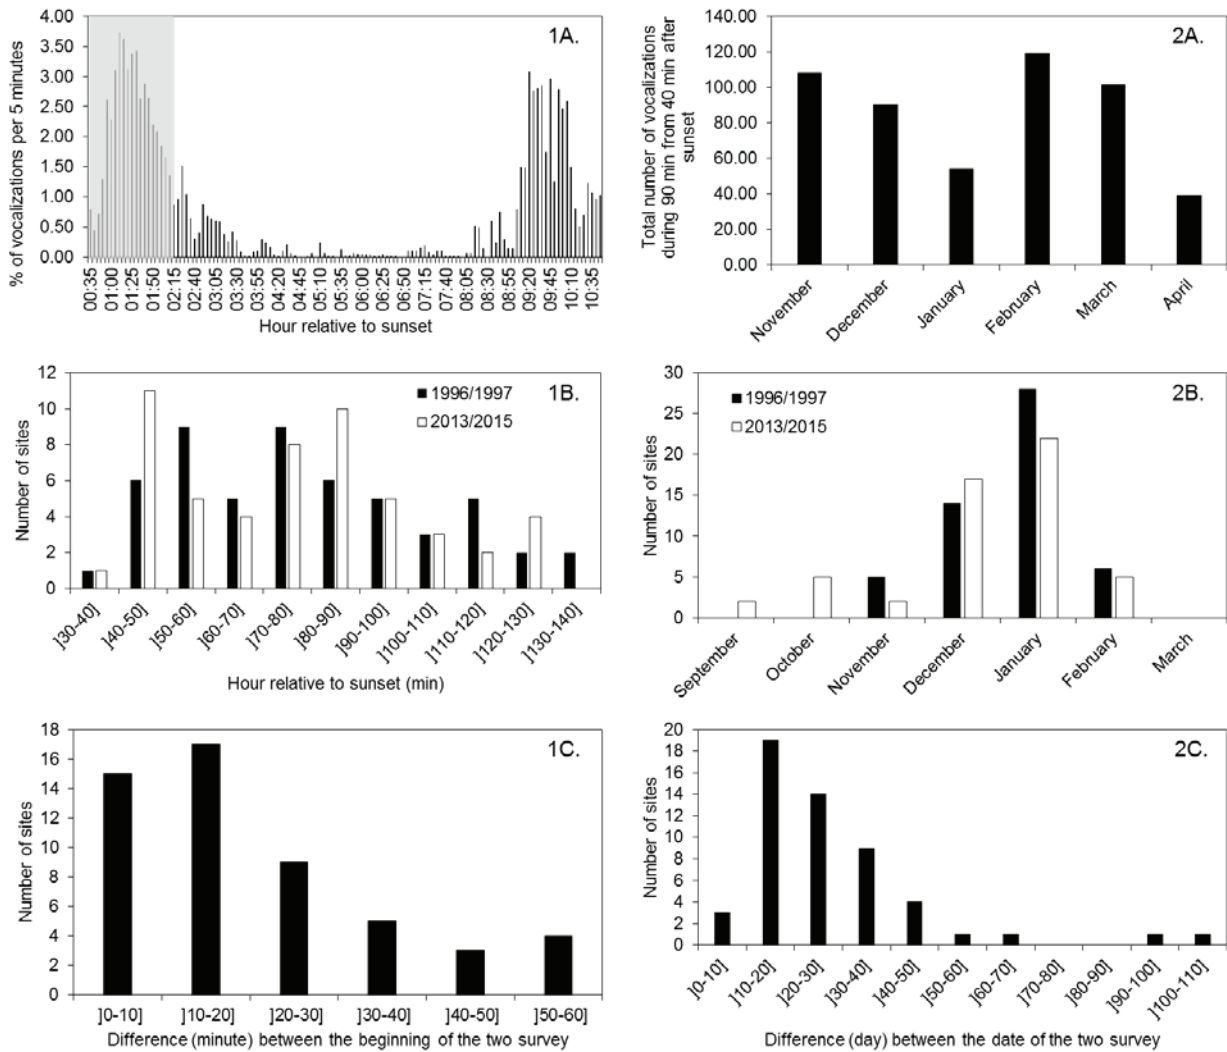 1A.
4.00
3.50
3.00
2.50
2.00
1.50
1.00
0.50
0.00
% of vocalizations per 5 minutes
00:35 01:00 01:25 01:50 02:15 02:40 03:05 03:30 03:55 04:20 04:45 05:10 05:35 06:00 06:25 06:50 07:15 07:40 08:05 08:30 08:55 09:20 09:45 10:10 10:35
Hour relative to sunset
2A.
140.00
120.00
100.00
80.00
60.00
40.00
20.00
0.00
Total number of vocalizations
during 90 min from 40 min after
sunset
November December January February March April
1B.
1996/1997
2013/2015
12
10
8
6
4
2
0
Number of sites
]30-40] ]40-50] ]50-60] ]60-70] ]70-80] ]80-90] ]90-100] ]100-110] ]110-120] ]120-130] ]130-140]
Hour relative to sunset (min)
2B.
1996/1997
2013/2015
30
25
20
15
10
5
0
Number of sites
September October November December January February March
1C.
18
16
14
12
10
8
6
4
2
0
Number of sites
]0-10] ]10-20] ]20-30] ]30-40] ]40-50] ]50-60]
Difference (minute) between the beginning of the two survey
2C.
20
18
16
14
12
10
8
6
4
2
0
Number of sites
]0-10] ]10-20] ]20-30] ]30-40] ]40-50] ]50-60] ]60-70] ]70-80] ]80-90] ]90-100] ]100-110]
Difference (day) between the date of the two survey